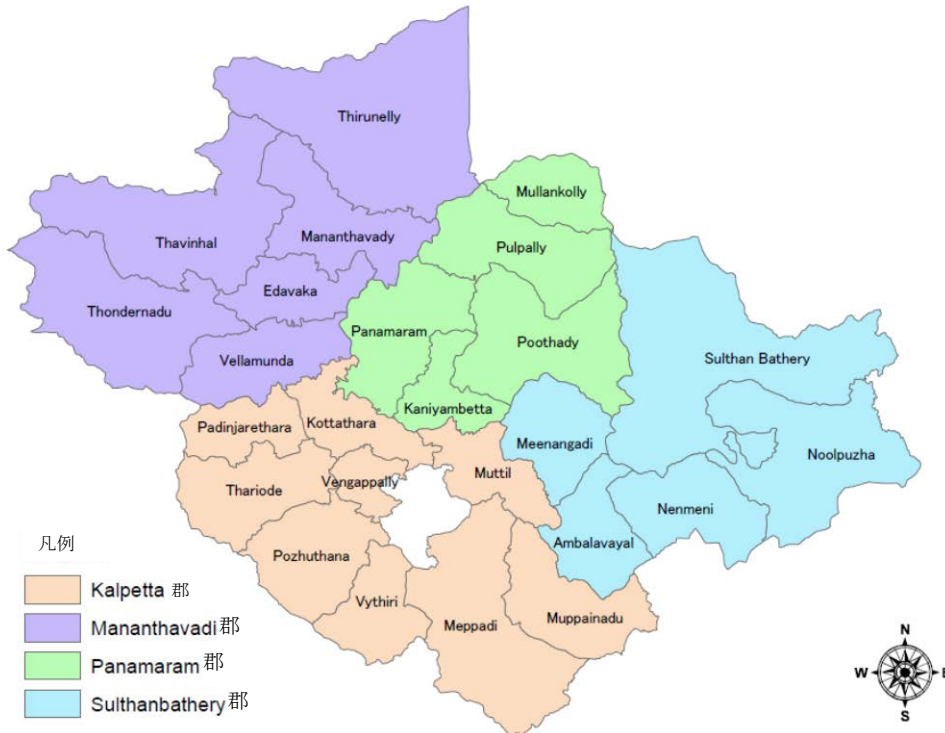 Thirunelly
Mullankolly
Thavinhal
Mananthavady
Pulpally
Edavaka
Thondernadu
Panamaram
Poothady
Vellamunda
Sulthan Bathery
Kaniyambetta
Padinjarethara
Kottathara
Meenangadi
Noolpuzha
Thariode
Vengappally
Muttil
Nenmeni
Ambalavayal
Pozhuthana
Vythiri
Meppadi
Muppainadu
凡例
Kalpetta 郡
Mananthavadi郡
Panamaram郡
Sulthanbathery郡
N
W
E
S